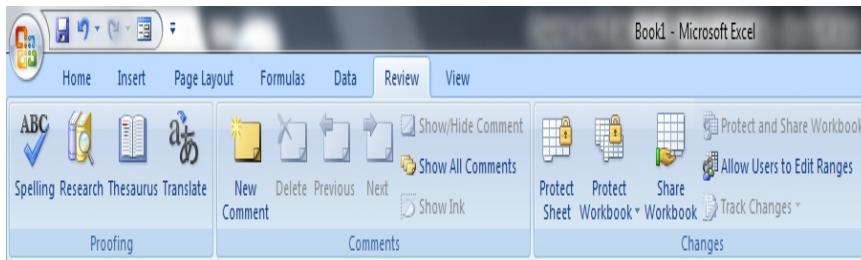 Book1 - Microsoft Excel
Home Insert Page Layout Formulas Data Review View
ABC
aあ
Spelling Research Thesaurus Translate
Proofing
New Comment
Delete Previous Next
Show/Hide Comment
Show All Comments
Show Ink
Comments
Protect Sheet
Protect Workbook
Share Workbook
Protect and Share Workbook
Allow Users to Edit Ranges
Track Changes
Changes